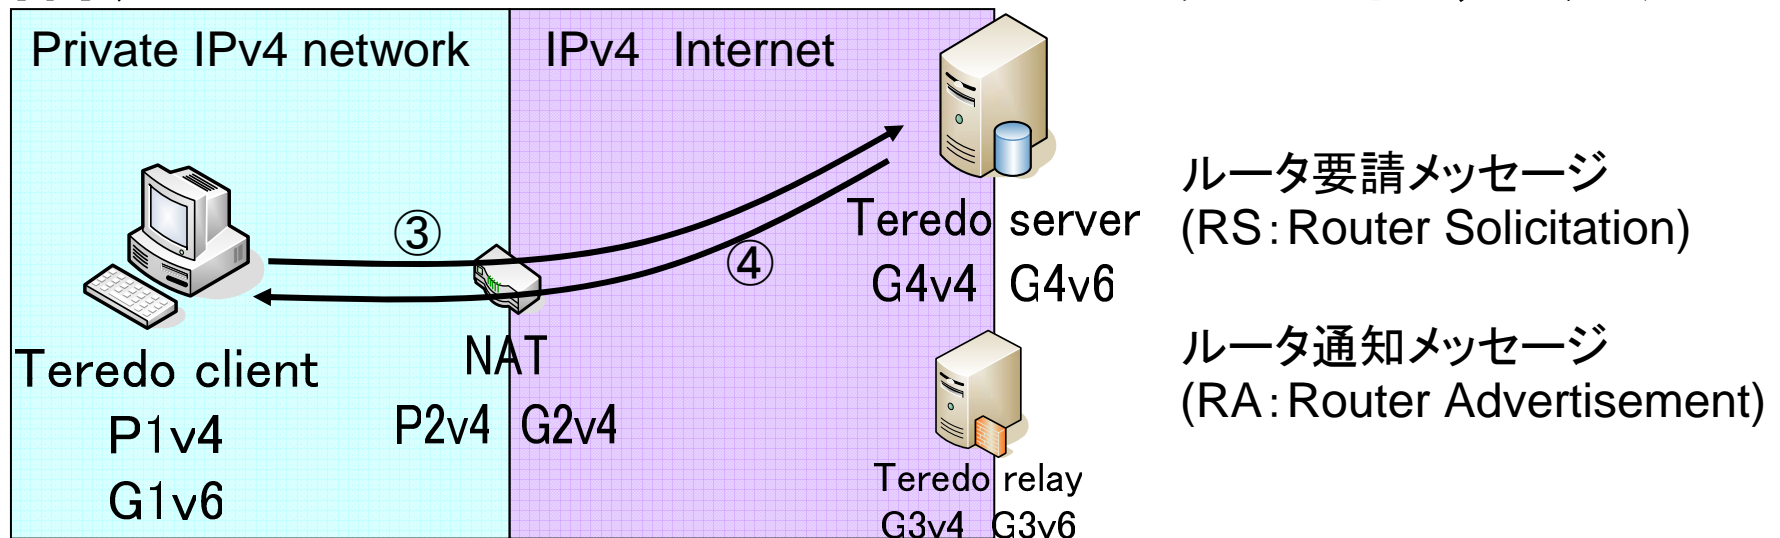 Private IPv4 network
IPv4 Internet
③
④
Teredo server
G4v4 G4v6
NAT
Teredo client
P1v4
G1v6
P2v4 G2v4
Teredo relay
G3v4 G3v6
ルータ要請メッセージ
(RS：Router Solicitation)
ルータ通知メッセージ
(RA：Router Advertisement)